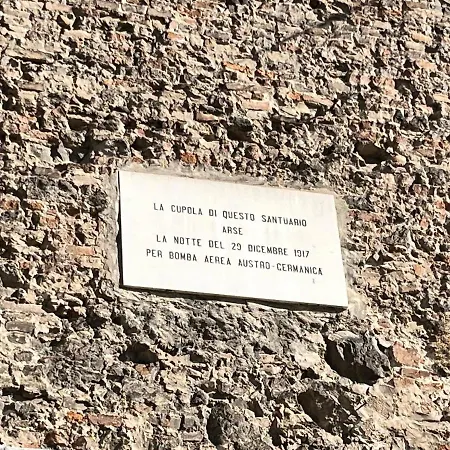 LA CUPOLA DI QUESTO SANTUARIO
ARSE
LA NOTTE DEL 29 DICEMBRE 1917
PER BOMBA AEREA AUSTRO-GERMANICA